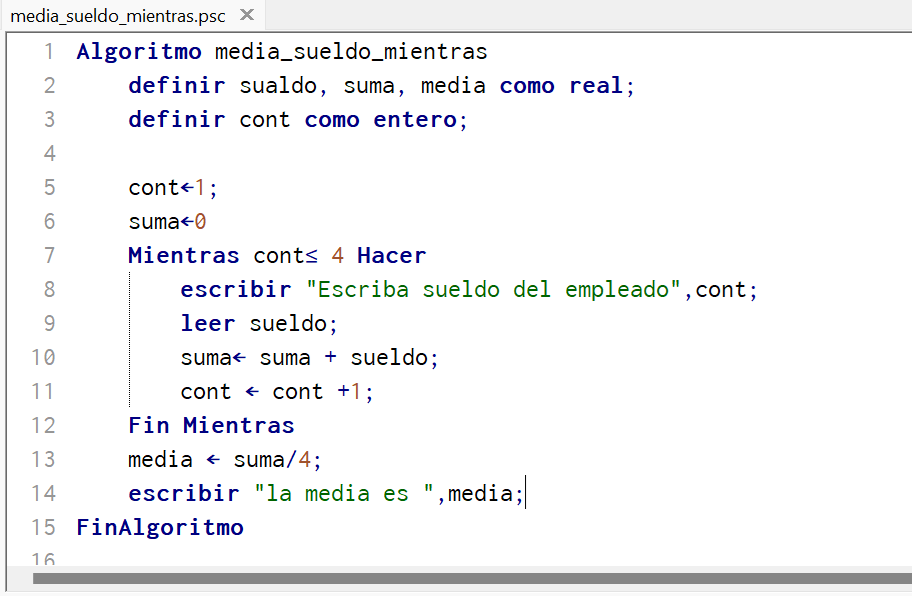 media_sueldo_mientras.psc ×
1 Algoritmo media_sueldo_mientras
2 definir sualdo, suma, media como real;
3 definir cont como entero;
4
5 cont←1;
6 suma←0
7 Mientras cont≤ 4 Hacer
8 escribir "Escriba sueldo del empleado",cont;
9 leer sueldo;
10 suma← suma + sueldo;
11 cont ← cont +1;
12 Fin Mientras
13 media ← suma/4;
14 escribir "la media es ",media;
15 FinAlgoritmo
16